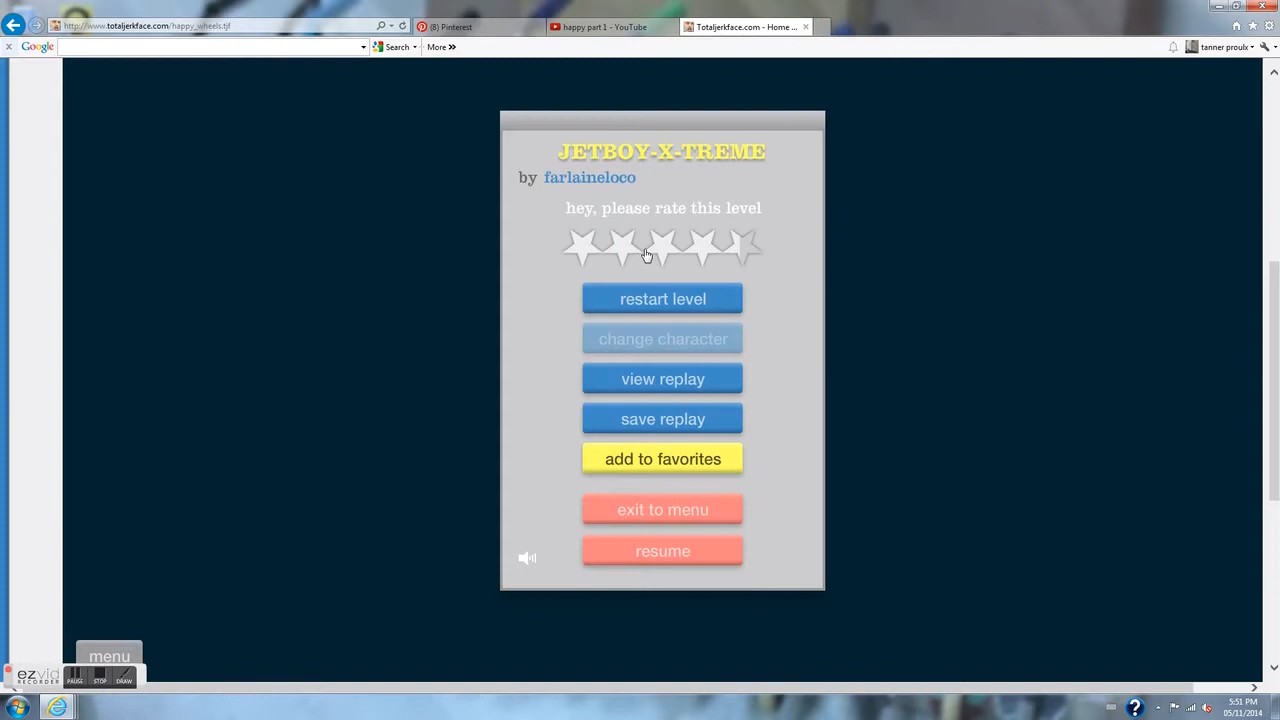 http://www.totaljerkface.com/happy_wheels.tjf
(8) Pinterest
happy part 1 - YouTube
Totaljerkface.com - Home ...
x Google
Search
More »
tanner proulx
JETBOY-X-TREME
by farlaineloco
hey, please rate this level
restart level
change character
view replay
save replay
add to favorites
exit to menu
resume
menu
ezvid
RECORDER
PAUSE
STOP
DRAW
5:51 PM
05/11/2014